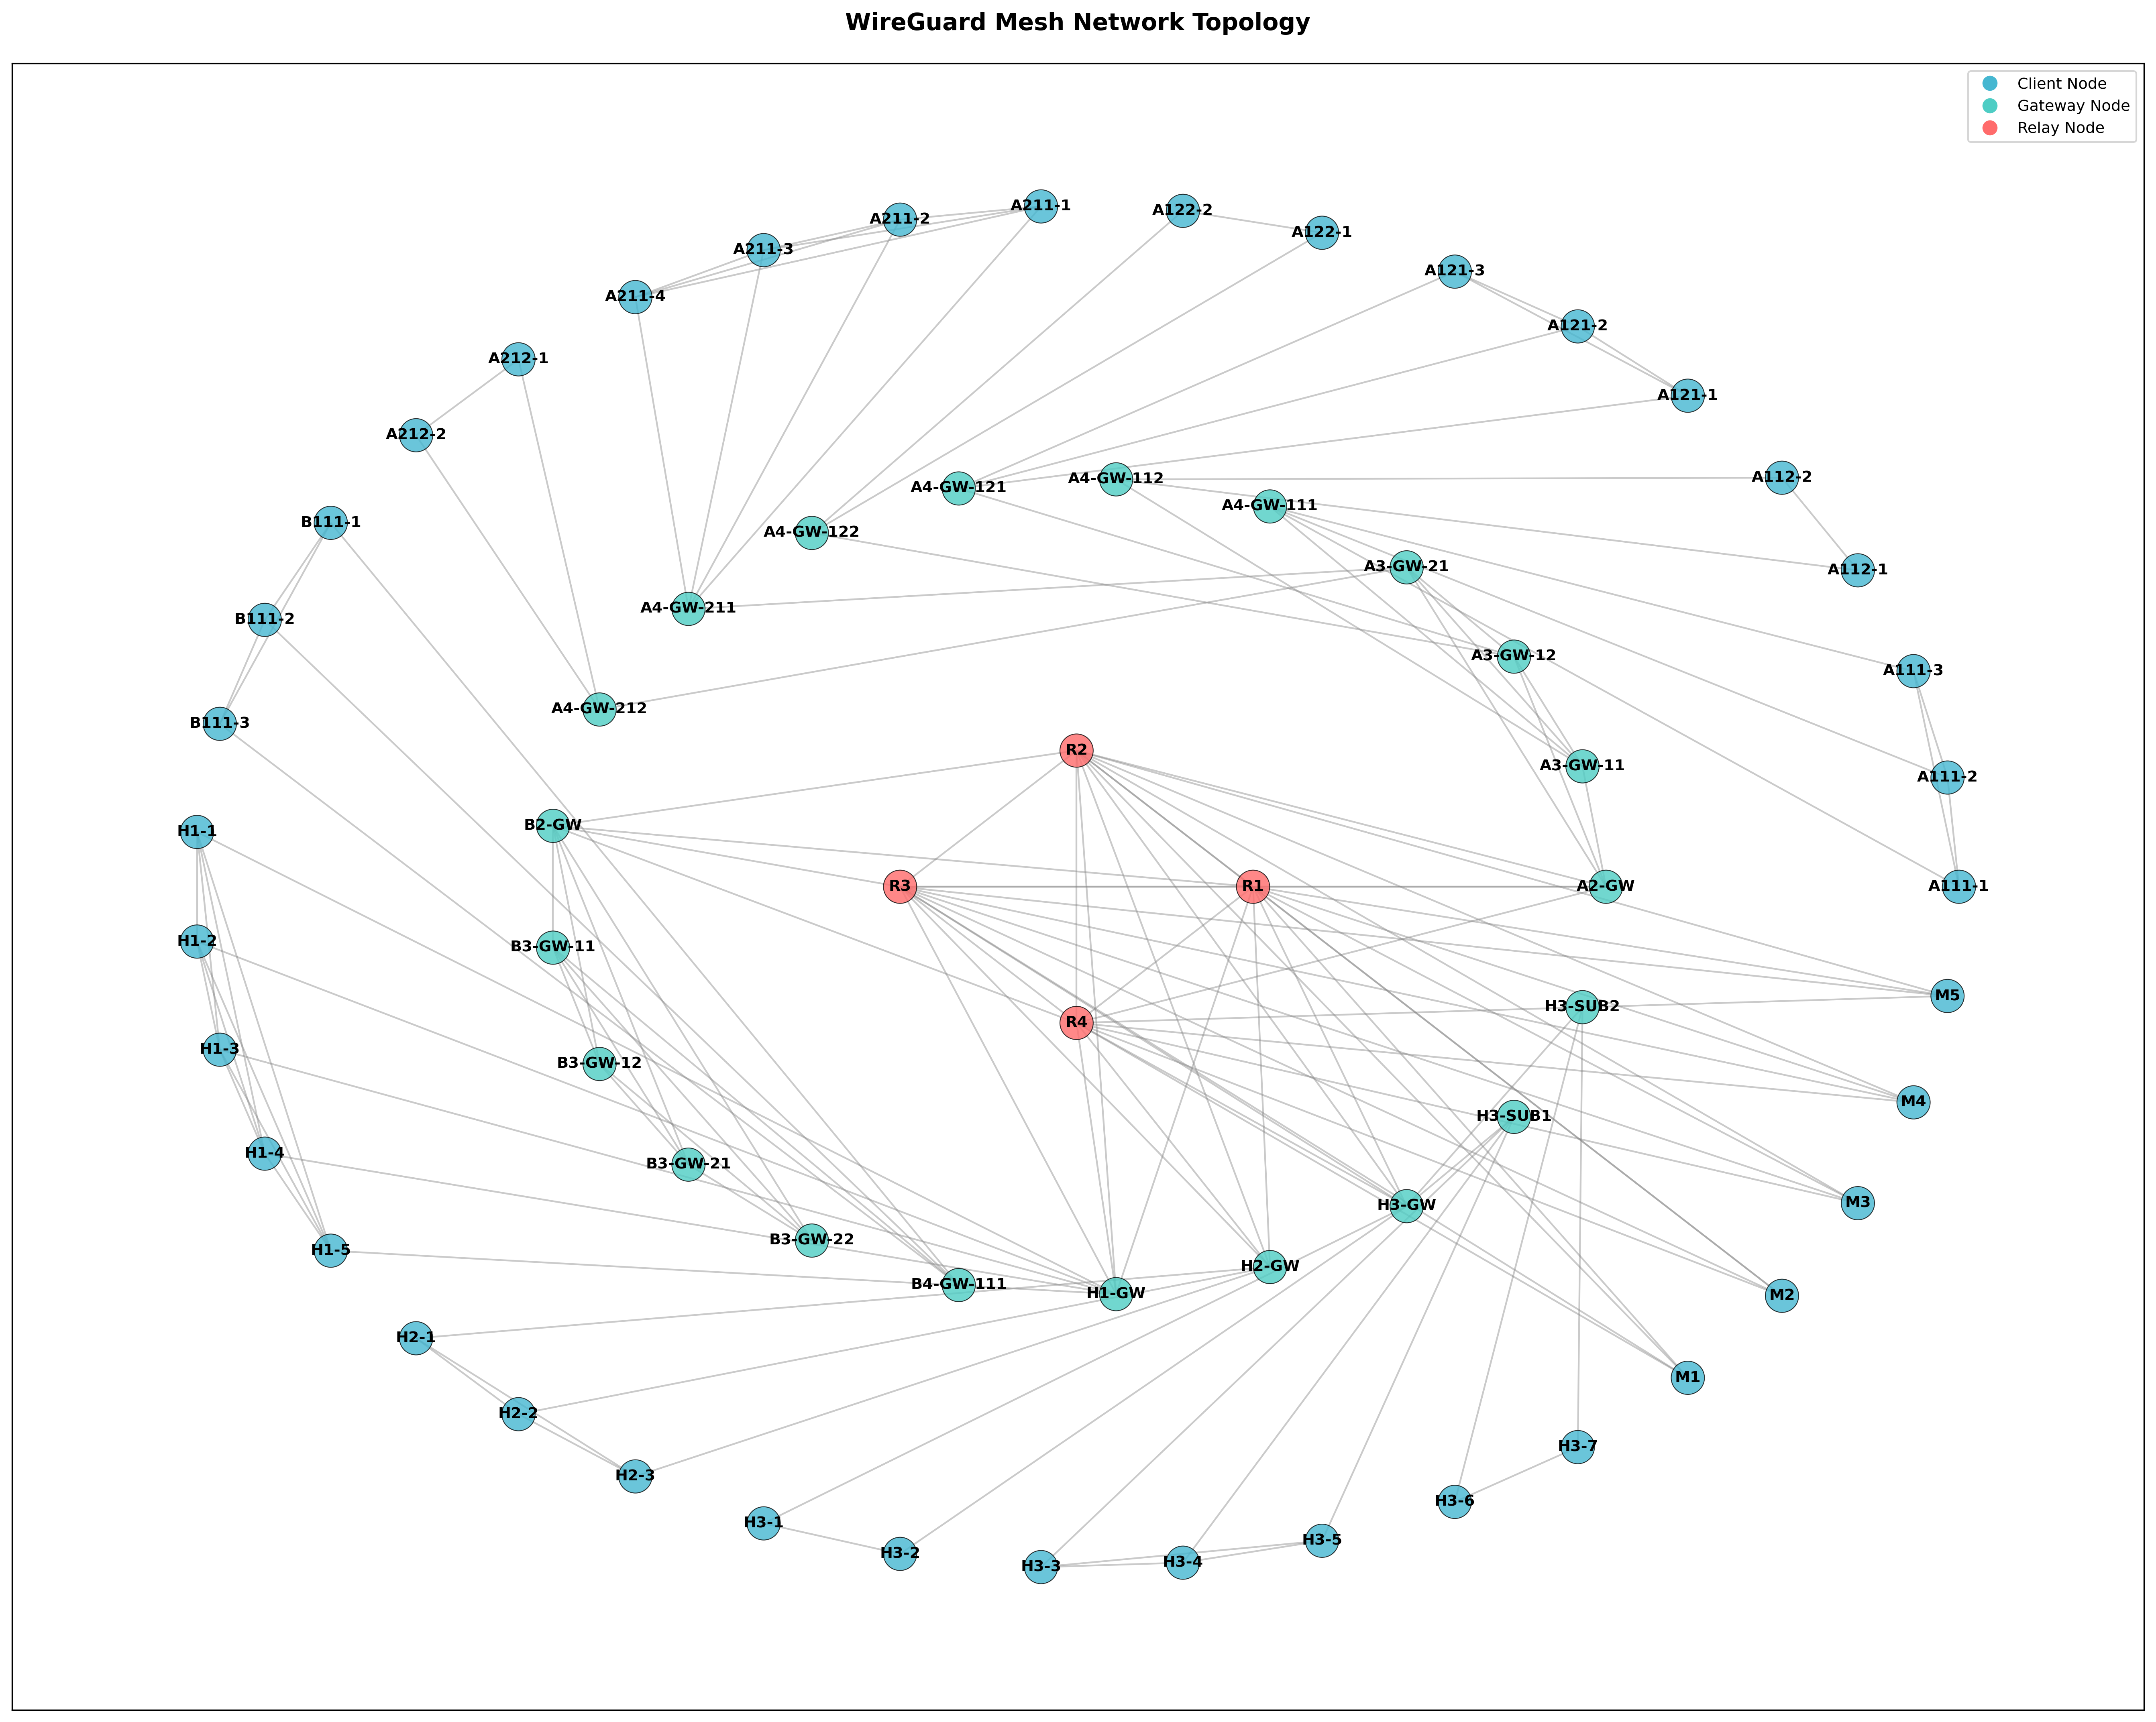 WireGuard Mesh Network Topology
Client Node
Gateway Node
Relay Node
A211-1
A211-2
A122-2
A122-1
A211-3
A121-3
A211-4
A121-2
A212-1
A121-1
A212-2
A4-GW-112
A112-2
A4-GW-121
A4-GW-111
B111-1
A4-GW-122
A3-GW-21
A112-1
A4-GW-211
B111-2
A3-GW-12
A111-3
A4-GW-212
B111-3
R2
A3-GW-11
A111-2
B2-GW
H1-1
R3
R1
A2-GW
A111-1
H1-2
B3-GW-11
M5
H3-SUB2
R4
H1-3
B3-GW-12
M4
H3-SUB1
H1-4
B3-GW-21
M3
H3-GW
B3-GW-22
H1-5
H2-GW
B4-GW-111
H1-GW
M2
H2-1
M1
H2-2
H3-7
H2-3
H3-6
H3-1
H3-5
H3-2
H3-4
H3-3